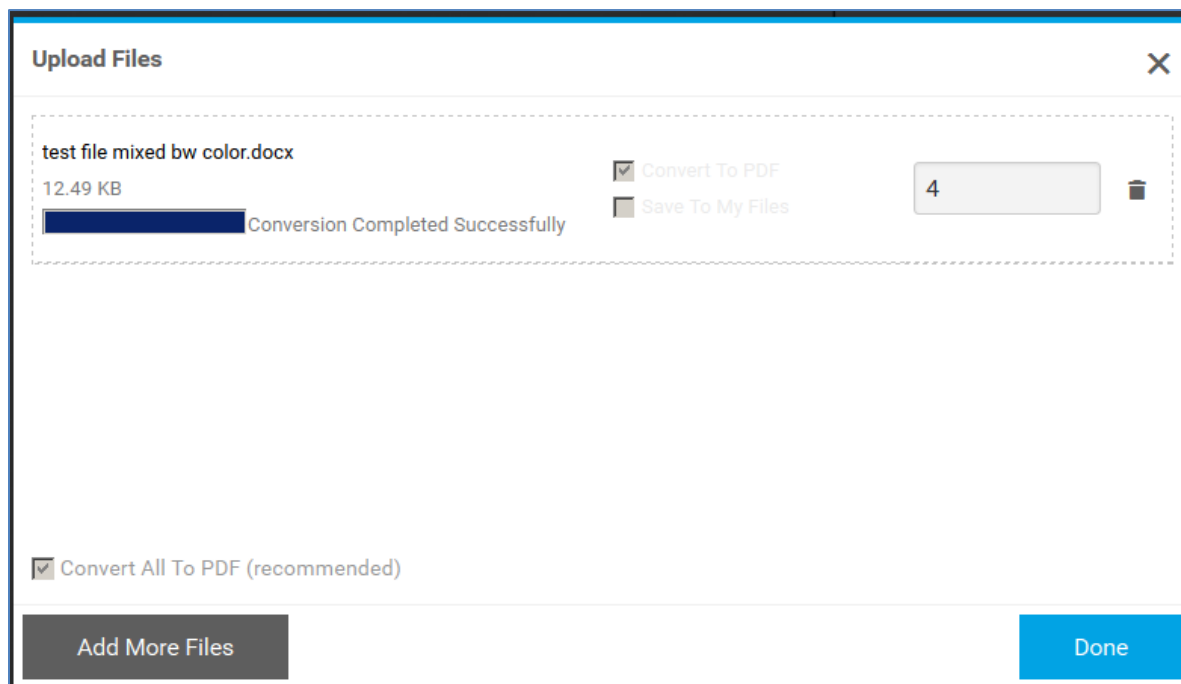 Upload Files
test file mixed bw color.docx
12.49 KB
Conversion Completed Successfully
Convert To PDF
Save To My Files
4
Convert All To PDF (recommended)
Add More Files
Done